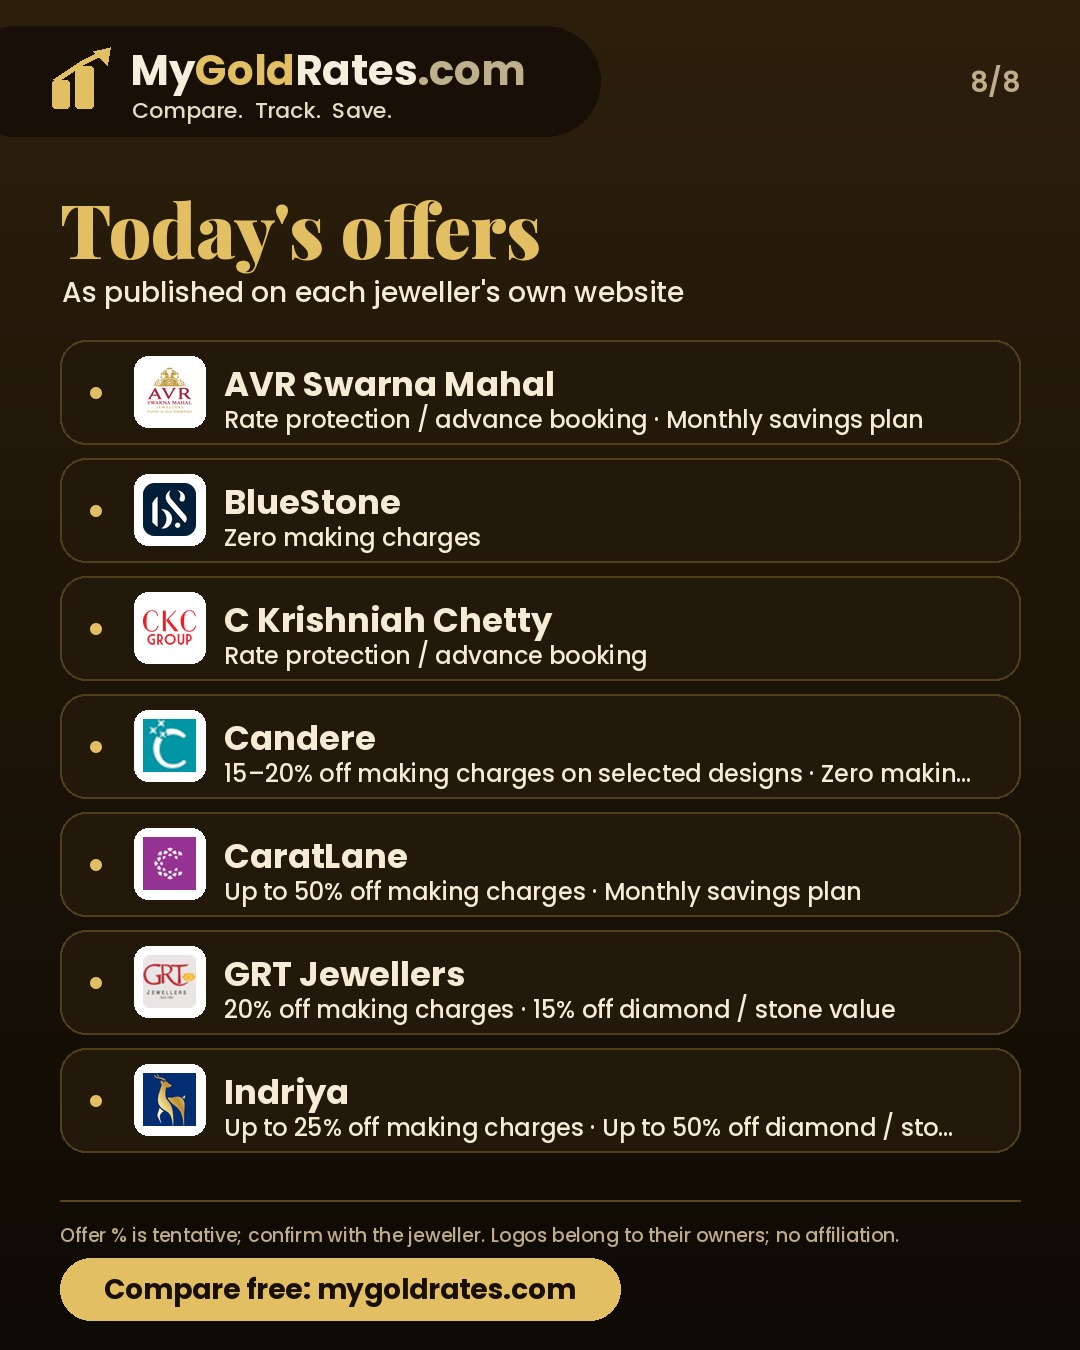 MyGoldRates.com
Compare. Track. Save.
8/8
Today's offers
As published on each jeweller's own website
AVR
SWARNA MAHAL
JEWELLERS
AVR Swarna Mahal
Rate protection / advance booking · Monthly savings plan
BlueStone
Zero making charges
CKC
GROUP
C Krishniah Chetty
Rate protection / advance booking
Candere
15–20% off making charges on selected designs · Zero makin...
CaratLane
Up to 50% off making charges · Monthly savings plan
GRT
JEWELLERS
GRT Jewellers
20% off making charges · 15% off diamond / stone value
Indriya
Up to 25% off making charges · Up to 50% off diamond / sto...
Offer % is tentative; confirm with the jeweller. Logos belong to their owners; no affiliation.
Compare free: mygoldrates.com